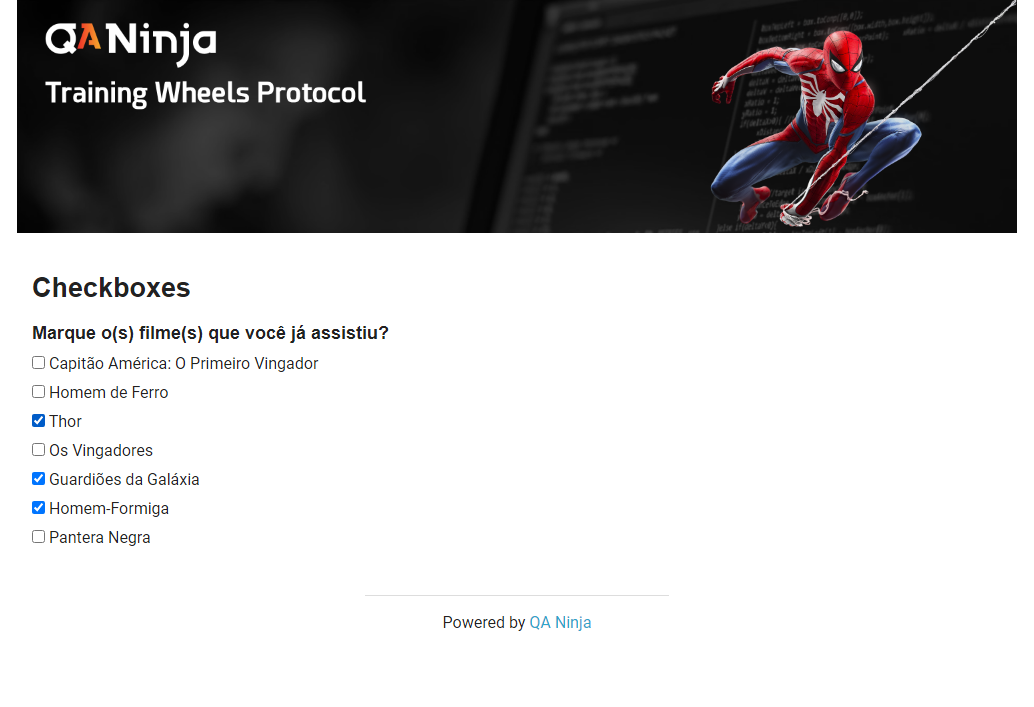 QA Ninja
Training Wheels Protocol
Checkboxes
Marque o(s) filme(s) que você já assistiu?
Capitão América: O Primeiro Vingador
Homem de Ferro
Thor
Os Vingadores
Guardiões da Galáxia
Homem-Formiga
Pantera Negra
Powered by QA Ninja